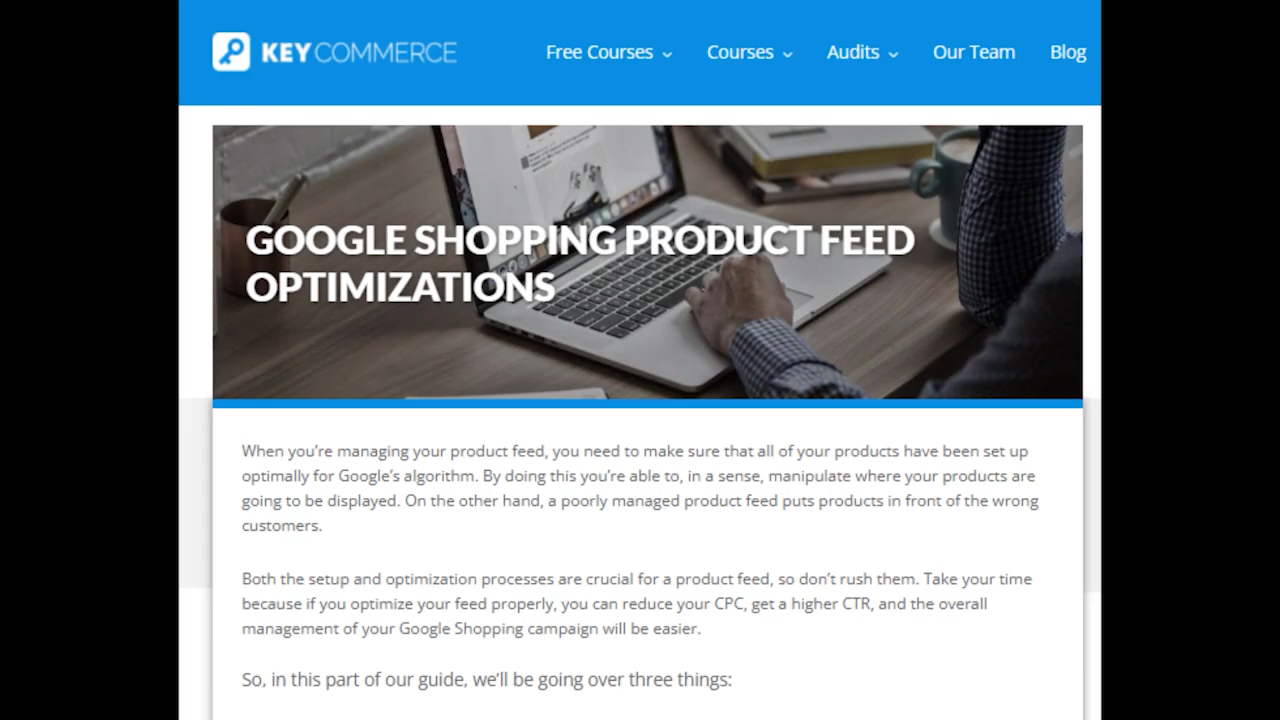 KEYCOMMERCE
Free Courses
Courses
Audits
Our Team
Blog
GOOGLE SHOPPING PRODUCT FEED
OPTIMIZATIONS
When you're managing your product feed, you need to make sure that all of your products have been set up
optimally for Google's algorithm. By doing this you're able to, in a sense, manipulate where your products are
going to be displayed. On the other hand, a poorly managed product feed puts products in front of the wrong
customers.
Both the setup and optimization processes are crucial for a product feed, so don't rush them. Take your time
because if you optimize your feed properly, you can reduce your CPC, get a higher CTR, and the overall
management of your Google Shopping campaign will be easier.
So, in this part of our guide, we'll be going over three things: